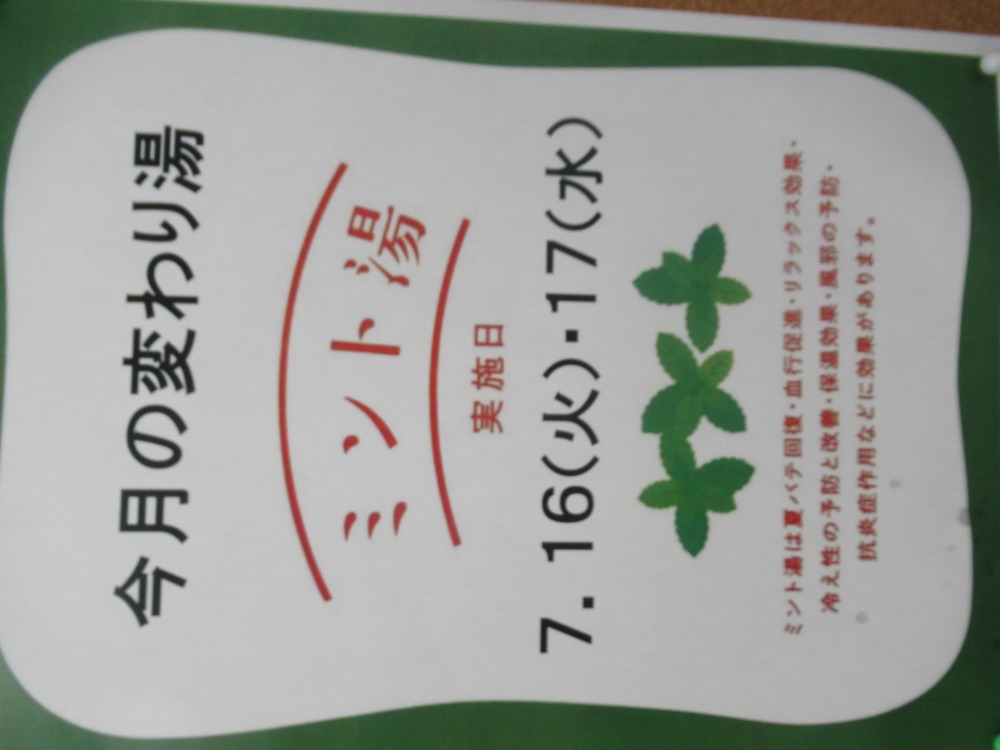 今月の変わり湯
ミント湯
実施日
7.16(火)・17(水)
ミント湯は夏バテ回復・血行促進・リラックス効果・
冷え性の予防と改善・保温効果・風邪の予防・
抗炎症作用などに効果があります。